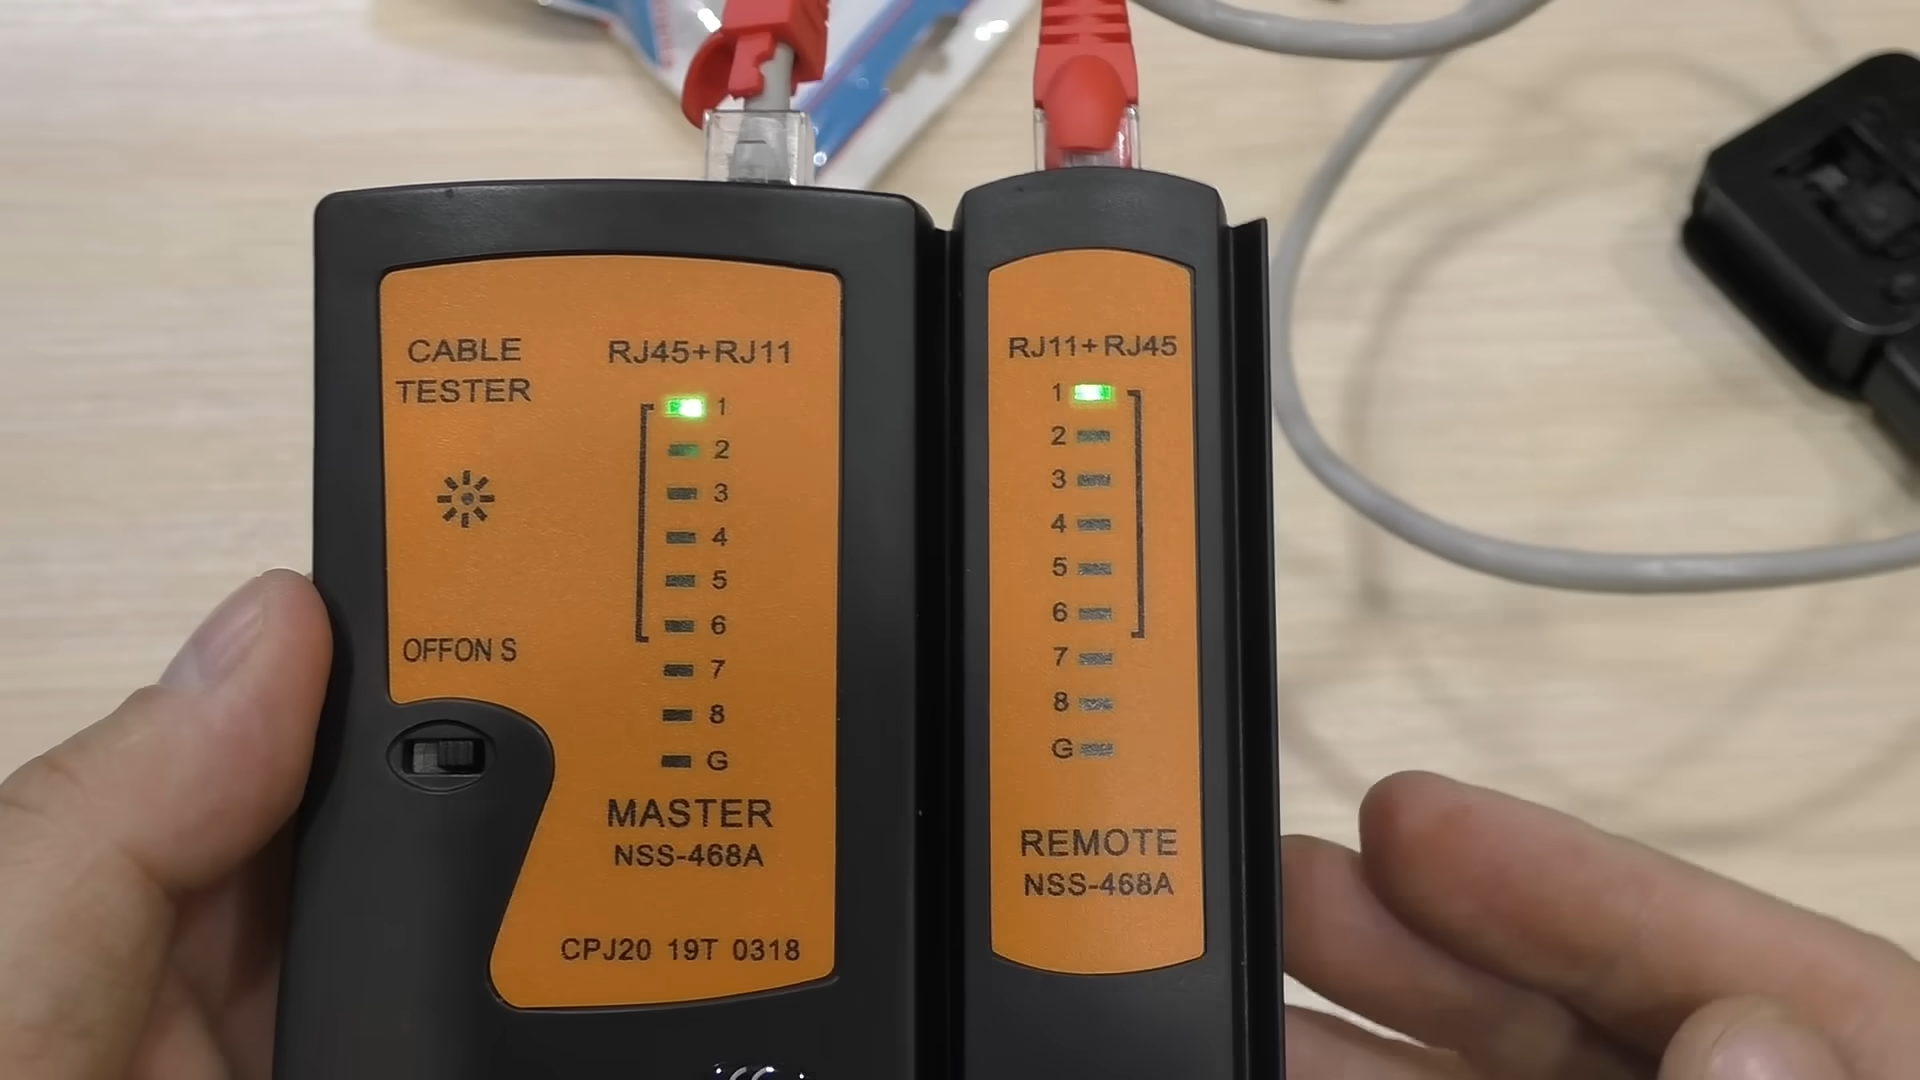 CABLE
TESTER
OFFON S
RJ45+RJ11
1
2
3
4
5
6
7
8
G
MASTER
NSS-468A
CPJ20 19T 0318
RJ11+RJ45
1
2
3
4
5
6
7
8
G
REMOTE
NSS-468A